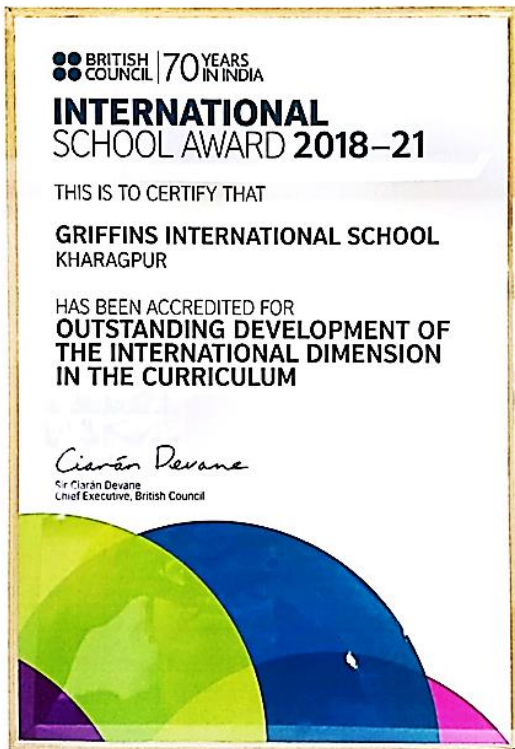 BRITISH COUNCIL | 70 YEARS IN INDIA
INTERNATIONAL
SCHOOL AWARD 2018–21
THIS IS TO CERTIFY THAT
GRIFFINS INTERNATIONAL SCHOOL
KHARAGPUR
HAS BEEN ACCREDITED FOR
OUTSTANDING DEVELOPMENT OF
THE INTERNATIONAL DIMENSION
IN THE CURRICULUM
Ciarán Devane
Sir Ciarán Devane
Chief Executive, British Council